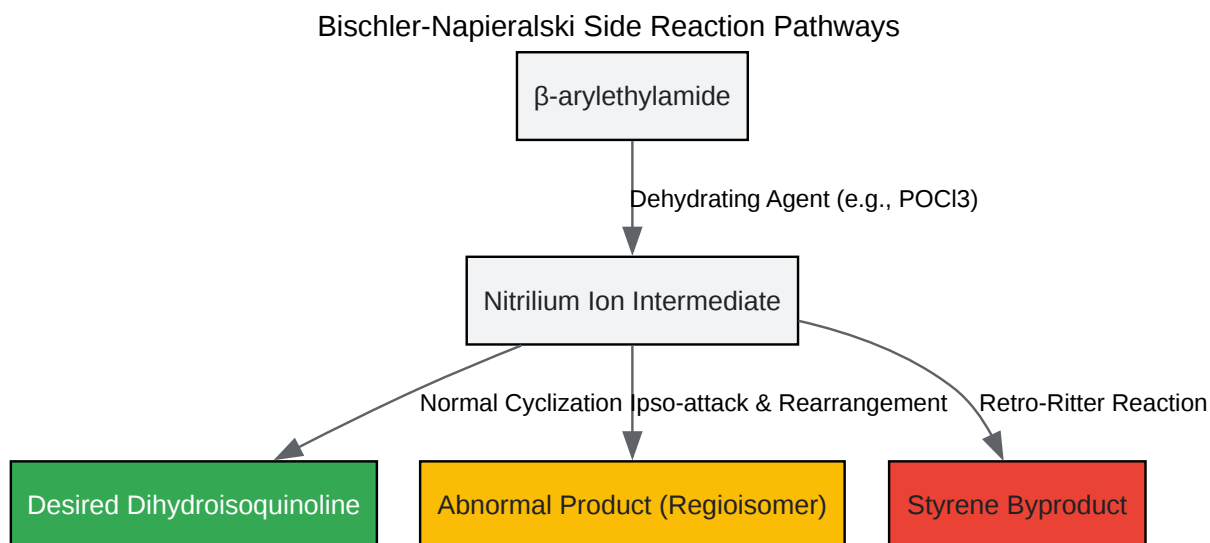 Bischler-Napieralski Side Reaction Pathways
β-arylethylamide
Dehydrating Agent (e.g., POCl3)
Nitrilium Ion Intermediate
Normal Cyclization
Ipso-attack & Rearrangement
Retro-Ritter Reaction
Desired Dihydroisoquinoline
Abnormal Product (Regioisomer)
Styrene Byproduct